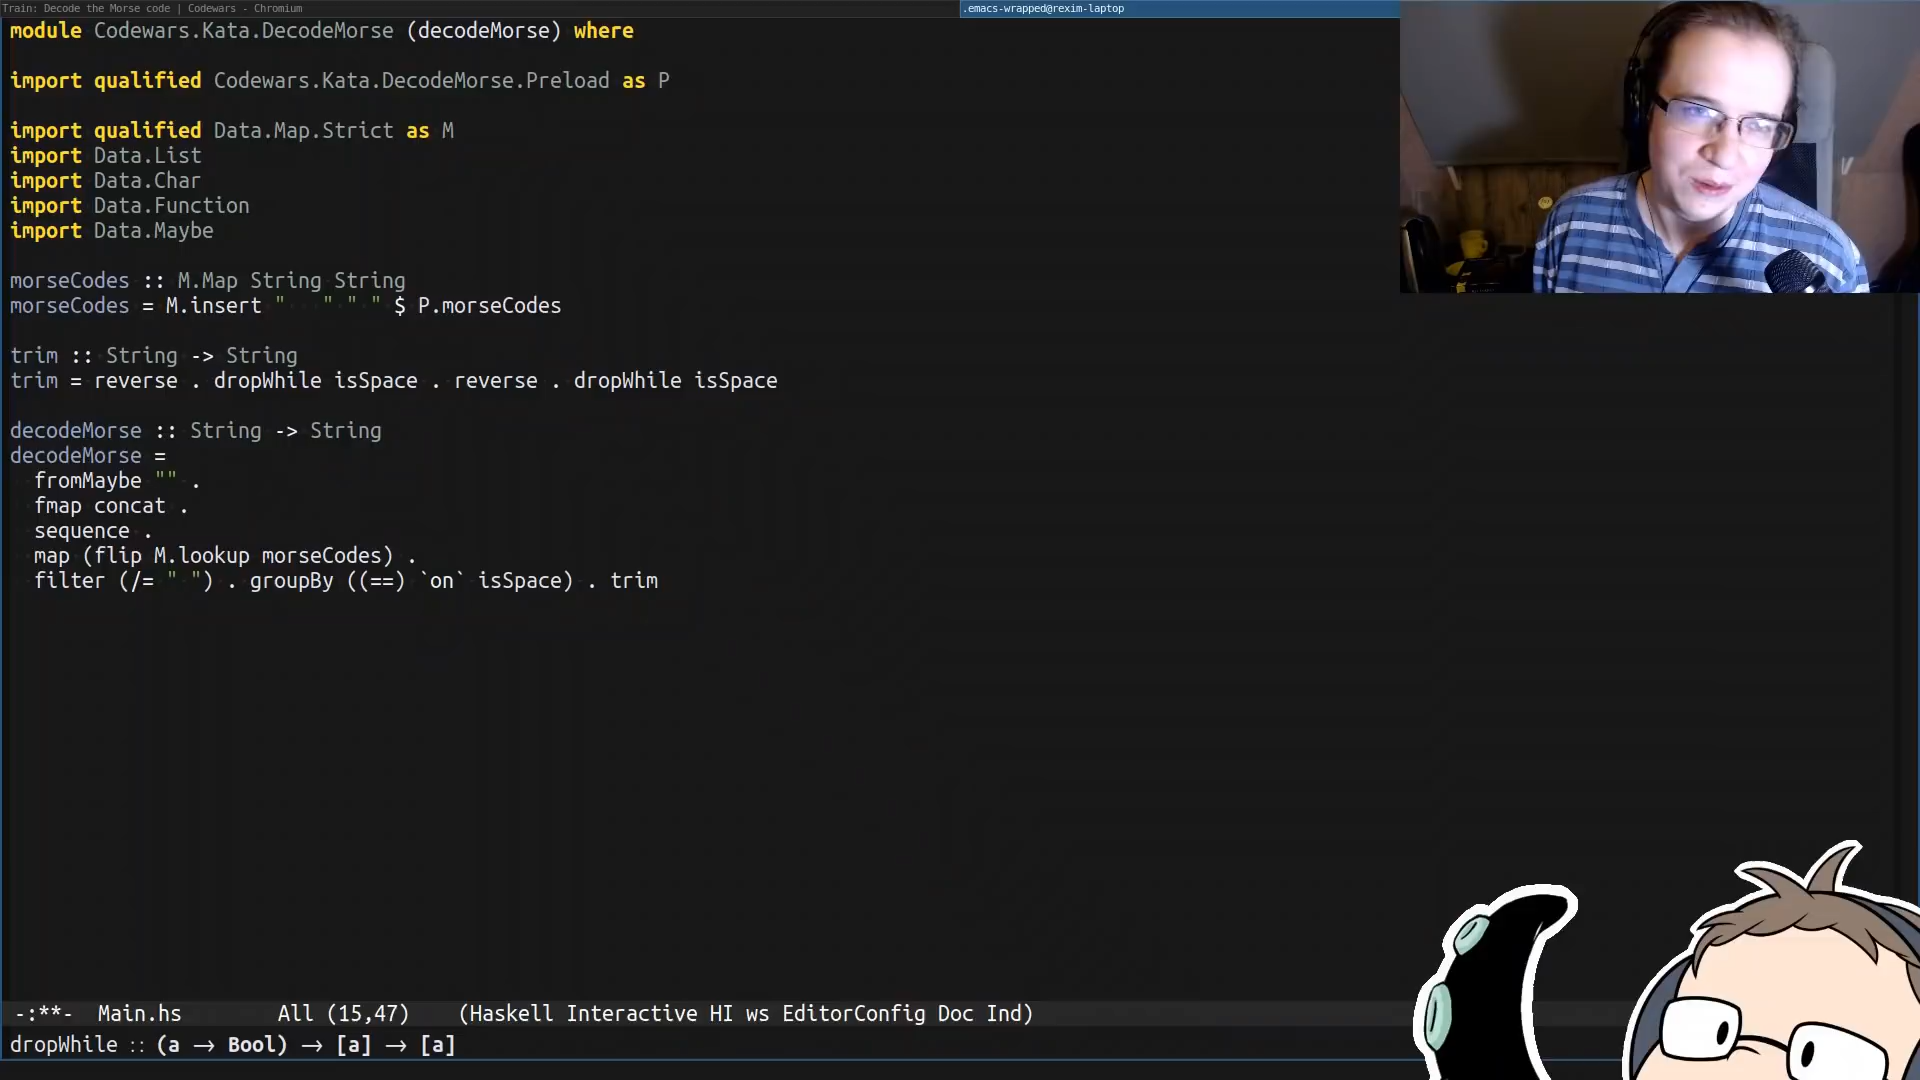 Train: Decode the Morse code | Codewars - Chromium
.emacs-wrapped@rexim-laptop
module Codewars.Kata.DecodeMorse (decodeMorse) where
import qualified Codewars.Kata.DecodeMorse.Preload as P
import qualified Data.Map.Strict as M
import Data.List
import Data.Char
import Data.Function
import Data.Maybe
morseCodes :: M.Map String String
morseCodes = M.insert "   " " " $ P.morseCodes
trim :: String -> String
trim = reverse . dropWhile isSpace . reverse . dropWhile isSpace
decodeMorse :: String -> String
decodeMorse =
  fromMaybe "" .
  fmap concat .
  sequence .
  map (flip M.lookup morseCodes) .
  filter (/= " ") . groupBy ((==) `on` isSpace) . trim
-:**-  Main.hs        All (15,47)    (Haskell Interactive HI ws EditorConfig Doc Ind)
dropWhile :: (a → Bool) → [a] → [a]